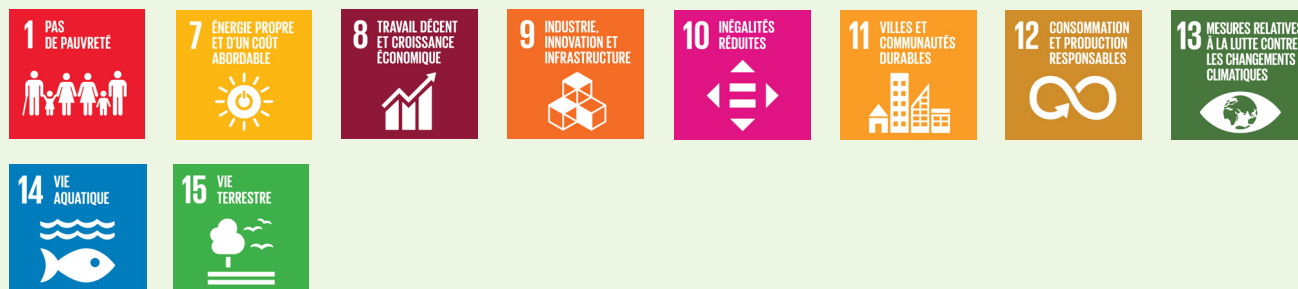 1 PAS
DE PAUVRETÉ
7 ÉNERGIE PROPRE
ET D'UN COÛT
ABORDABLE
8 TRAVAIL DÉCENT
ET CROISSANCE
ÉCONOMIQUE
9 INDUSTRIE,
INNOVATION ET
INFRASTRUCTURE
10 INÉGALITÉS
RÉDUITES
11 VILLES ET
COMMUNAUTÉS
DURABLES
12 CONSOMMATION
ET PRODUCTION
RESPONSABLES
13 MESURES RELATIVES
À LA LUTTE CONTRE
LES CHANGEMENTS
CLIMATIQUES
14 VIE
AQUATIQUE
15 VIE
TERRESTRE